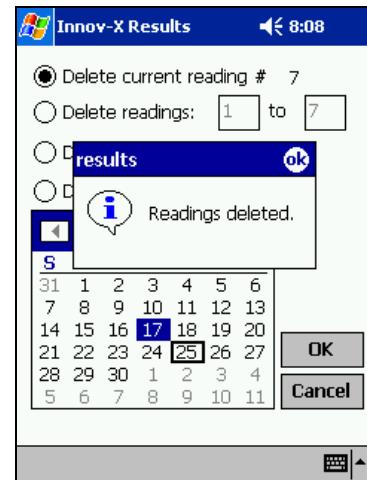 Innov-X Results 8:08
Delete current reading # 7
Delete readings: 1 to 7
D
results ok
D
Readings deleted.
S
31 1 2 3 4 5 6
7 8 9 10 11 12 13
14 15 16 17 18 19 20
21 22 23 24 25 26 27
OK
28 29 30 1 2 3 4
Cancel
5 6 7 8 9 10 11